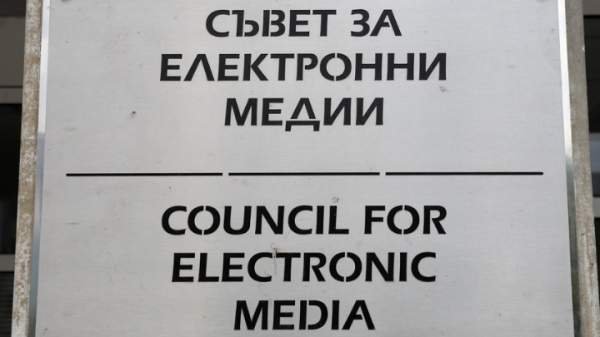 СЪВЕТ ЗА
ЕЛЕКТРОННИ
МЕДИИ
COUNCIL FOR
ELECTRONIC
MEDIA